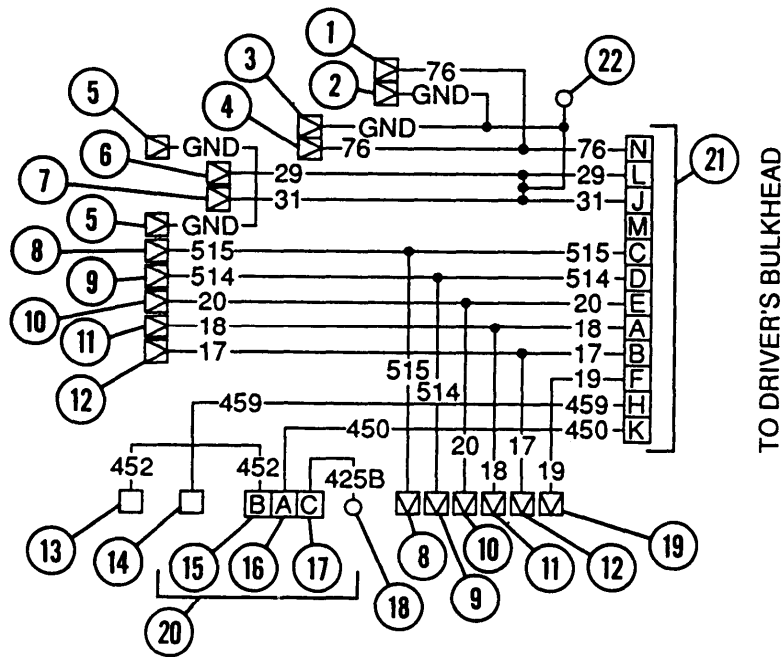 1
76
2
GND
22
3
GND
4
76
76 N
5
GND
6
29
29 L
7
31
31 J
21
5
GND
M
8
515
515 C
9
514
514 D
10
20
20 E
11
18
18 A
12
17
17 B
515
514
19 F
459
459 H
450
450 K
20
17
18
19
452
452
425B
B A C
13
14
15
16
17
18
8
9
10
11
12
19
20
TO DRIVER'S BULKHEAD